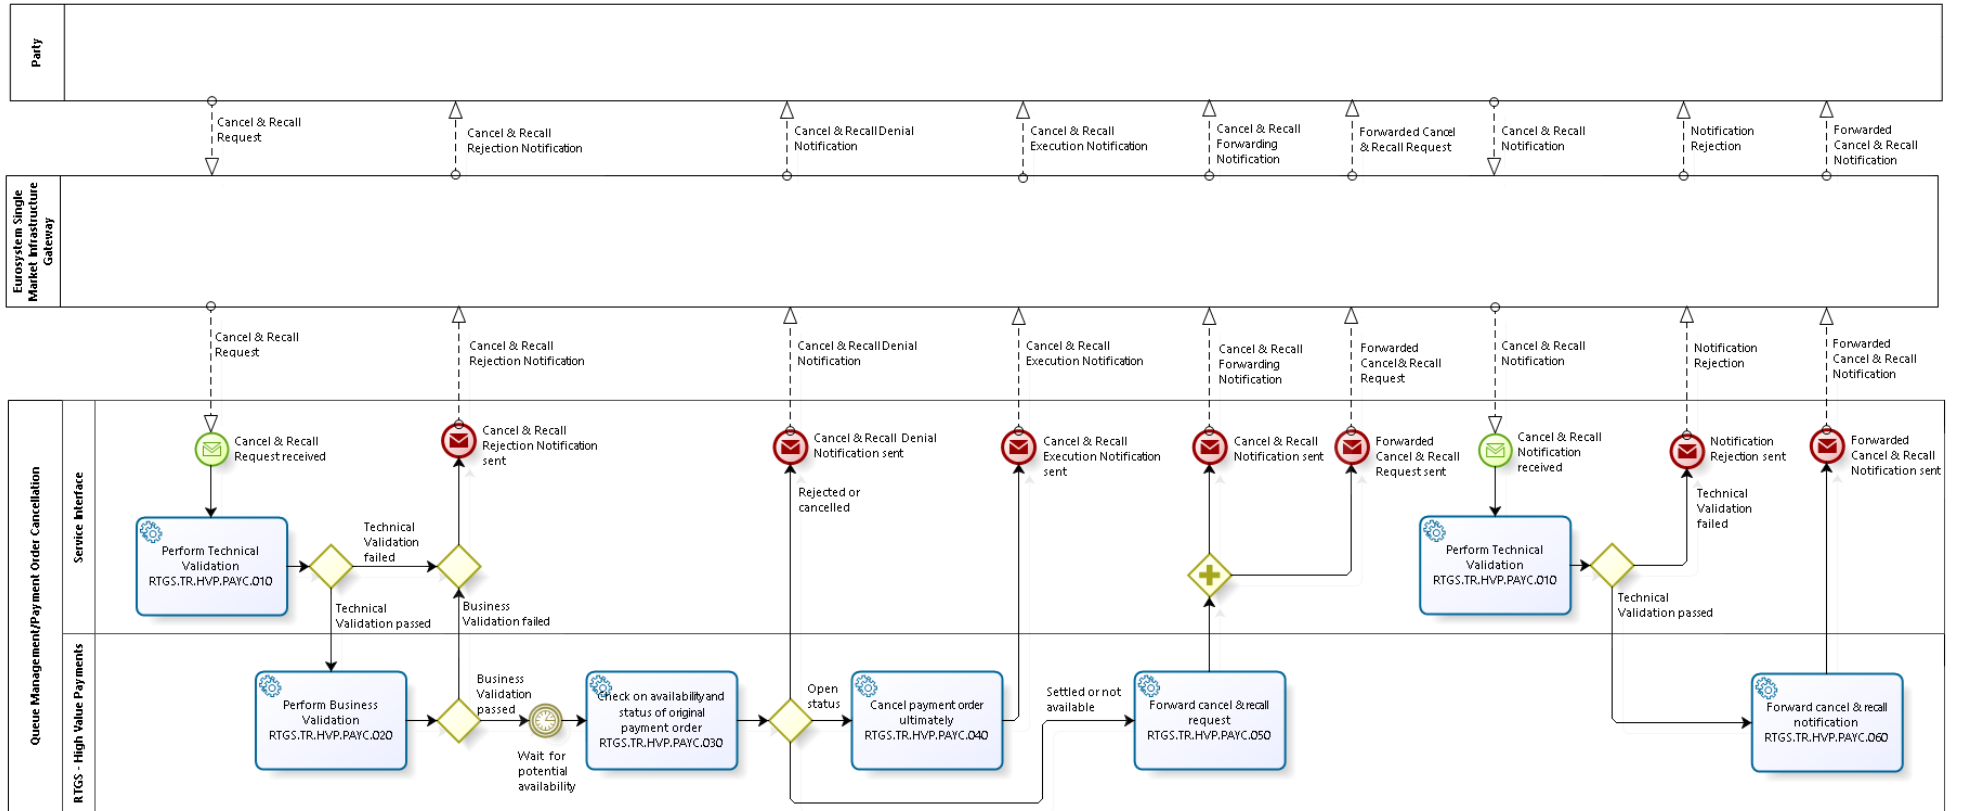 Party
Cancel & Recall
Request
Cancel & Recall
Rejection Notification
Cancel & Recall Denial
Notification
Cancel & Recall
Execution Notification
Cancel & Recall
Forwarding
Notification
Forwarded Cancel
& Recall Request
Cancel & Recall
Notification
Notification
Rejection
Forwarded
Cancel & Recall
Notification
Eurosystem Single
Market Infrastructure
Gateway
Cancel & Recall
Request
Cancel & Recall
Rejection Notification
Cancel & Recall Denial
Notification
Cancel & Recall
Execution Notification
Cancel & Recall
Forwarding
Notification
Forwarded
Cancel & Recall
Request
Cancel & Recall
Notification
Notification
Rejection
Forwarded
Cancel & Recall
Notification
Queue Management/Payment Order Cancellation
Service Interface
Cancel & Recall
Request received
Cancel & Recall
Rejection Notification
sent
Cancel & Recall Denial
Notification sent
Cancel & Recall
Execution Notification
sent
Cancel & Recall
Notification sent
Forwarded
Cancel & Recall
Request sent
Cancel & Recall
Notification
received
Notification
Rejection sent
Forwarded
Cancel & Recall
Notification sent
Rejected or
cancelled
Technical
Validation
failed
Perform Technical
Validation
RTGS.TR.HVP.PAYC.010
Technical
Validation
failed
Perform Technical
Validation
RTGS.TR.HVP.PAYC.010
Technical
Validation passed
Business
Validation failed
Technical
Validation passed
RTGS - High Value Payments
Perform Business
Validation
RTGS.TR.HVP.PAYC.020
Business
Validation
passed
Wait for
potential
availability
Check on availability and
status of original
payment order
RTGS.TR.HVP.PAYC.030
Open
status
Cancel payment order
ultimately
RTGS.TR.HVP.PAYC.040
Settled or not
available
Forward cancel & recall
request
RTGS.TR.HVP.PAYC.050
Forward cancel & recall
notification
RTGS.TR.HVP.PAYC.060